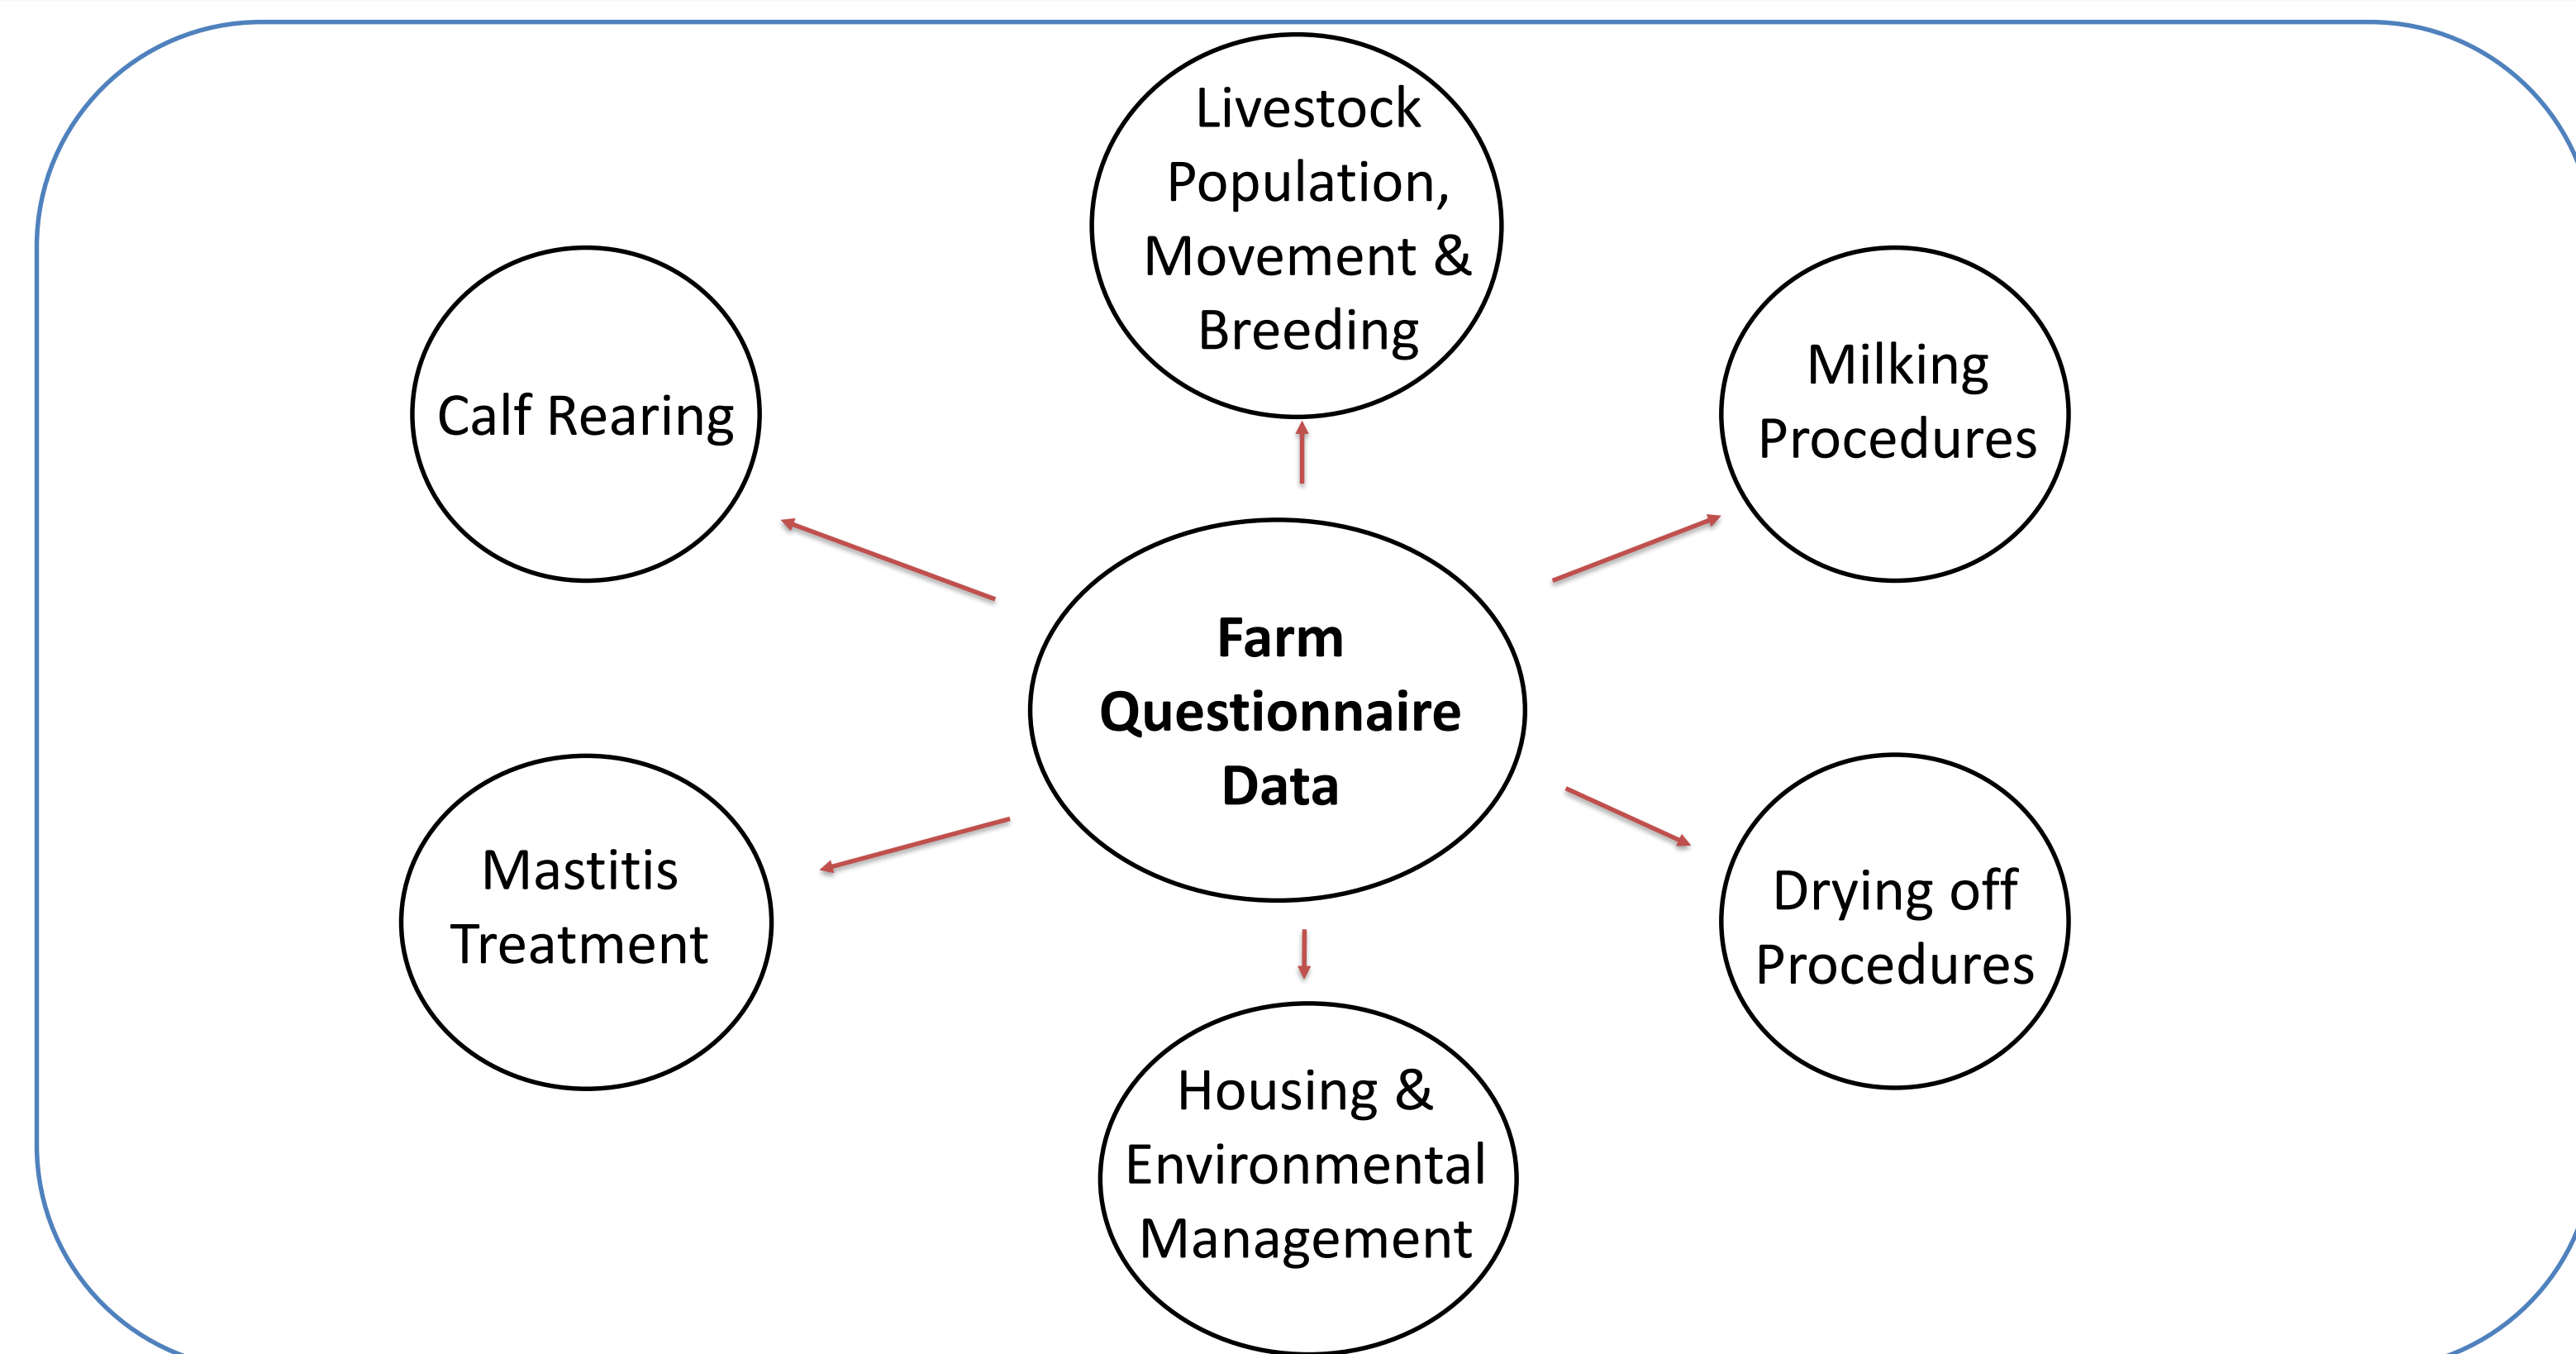 Livestock
Population,
Movement &
Breeding
Calf Rearing
Milking
Procedures
Farm
Questionnaire
Data
Mastitis
Treatment
Drying off
Procedures
Housing &
Environmental
Management